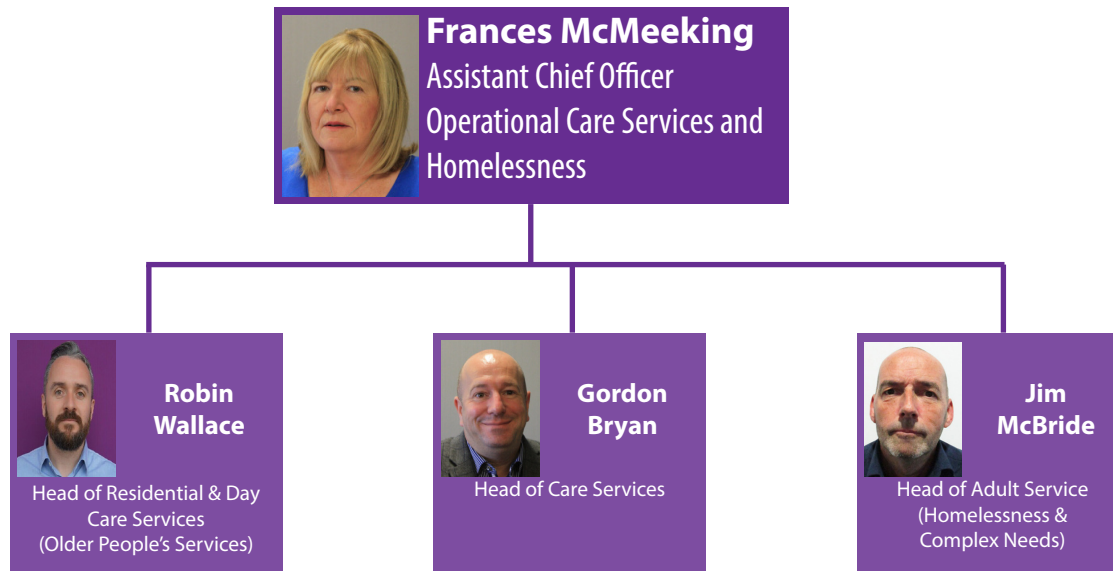 Frances McMeeking
Assistant Chief Officer
Operational Care Services and
Homelessness
Robin
Wallace
Head of Residential & Day
Care Services
(Older People’s Services)
Gordon
Bryan
Head of Care Services
Jim
McBride
Head of Adult Service
(Homelessness &
Complex Needs)